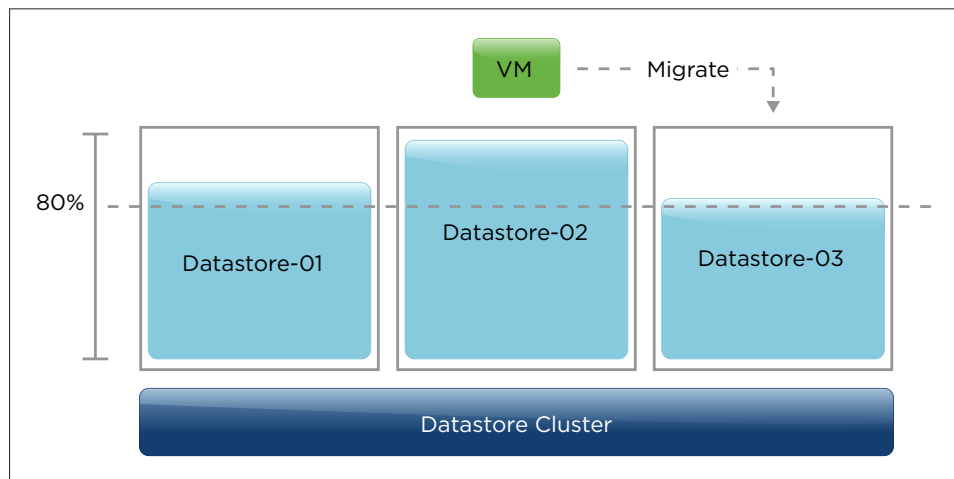 VM
Migrate
80%
Datastore-01
Datastore-02
Datastore-03
Datastore Cluster